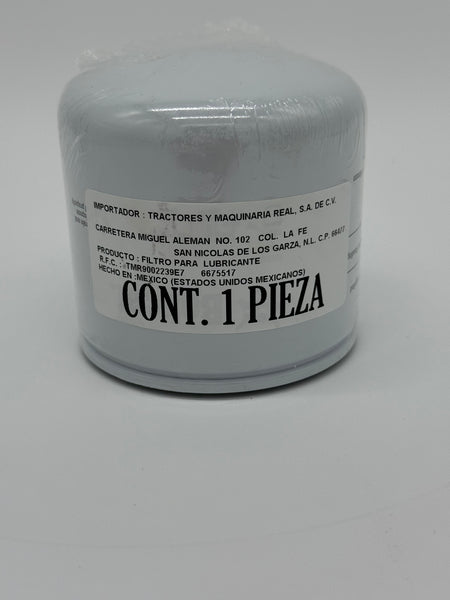 IMPORTADOR : TRACTORES Y MAQUINARIA REAL, S.A. DE C.V.
CARRETERA MIGUEL ALEMAN NO. 102 COL. LA FE
SAN NICOLAS DE LOS GARZA, N.L. C.P. 66477
PRODUCTO : FILTRO PARA LUBRICANTE
R.F.C. : TMR9002239E7 6675517
HECHO EN :MEXICO (ESTADOS UNIDOS MEXICANOS)
CONT. 1 PIEZA